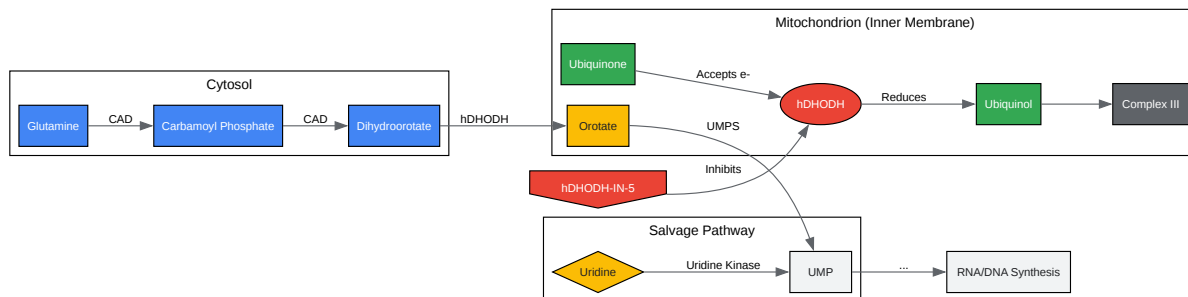 Mitochondrion (Inner Membrane)
Ubiquinone
Accepts e-
hDHODH
Reduces
Ubiquinol
Complex III
Cytosol
Glutamine
CAD
Carbamoyl Phosphate
CAD
Dihydroorotate
hDHODH
Orotate
UMPS
Inhibits
hDHODH-IN-5
Salvage Pathway
Uridine
Uridine Kinase
UMP
...
RNA/DNA Synthesis